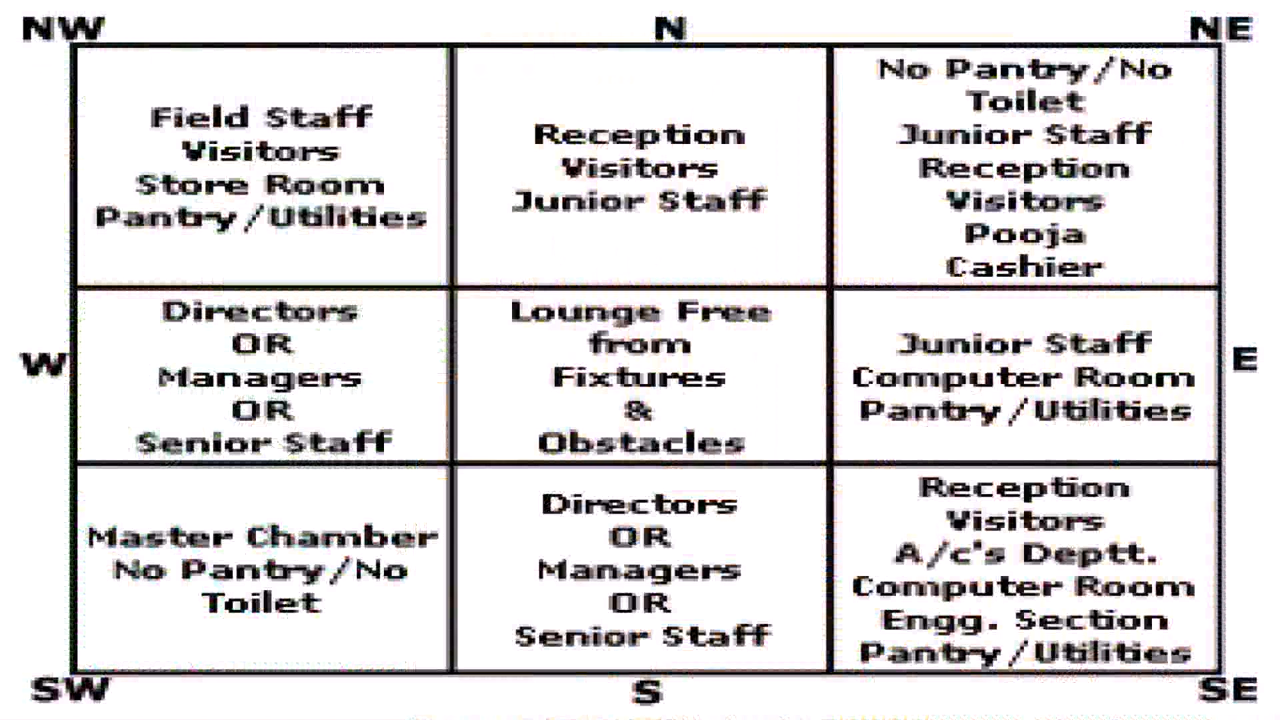 NW N NE
Field Staff
Visitors
Store Room
Pantry/Utilities
Reception
Visitors
Junior Staff
No Pantry/No
Toilet
Junior Staff
Reception
Visitors
Pooja
Cashier
W
Directors
OR
Managers
OR
Senior Staff
Lounge Free
from
Fixtures
&
Obstacles
Junior Staff
Computer Room
Pantry/Utilities
E
Master Chamber
No Pantry/No
Toilet
Directors
OR
Managers
OR
Senior Staff
Reception
Visitors
A/c's Deptt.
Computer Room
Engg. Section
Pantry/Utilities
SW S SE